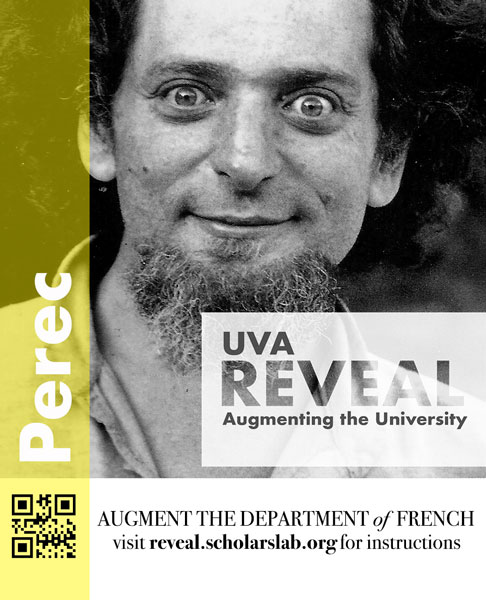 Perec
UVA
REVEAL
Augmenting the University
AUGMENT THE DEPARTMENT of FRENCH
visit reveal.scholarslab.org for instructions